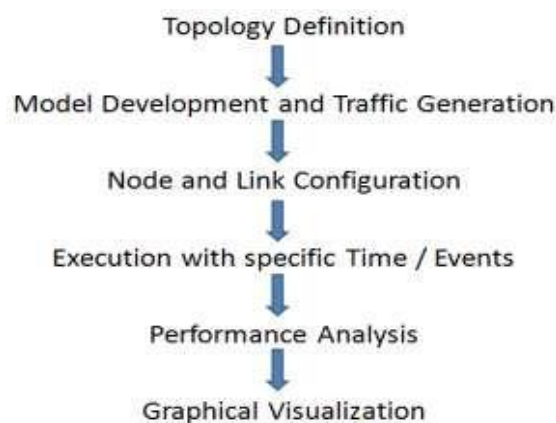 Topology Definition
Model Development and Traffic Generation
Node and Link Configuration
Execution with specific Time / Events
Performance Analysis
Graphical Visualization